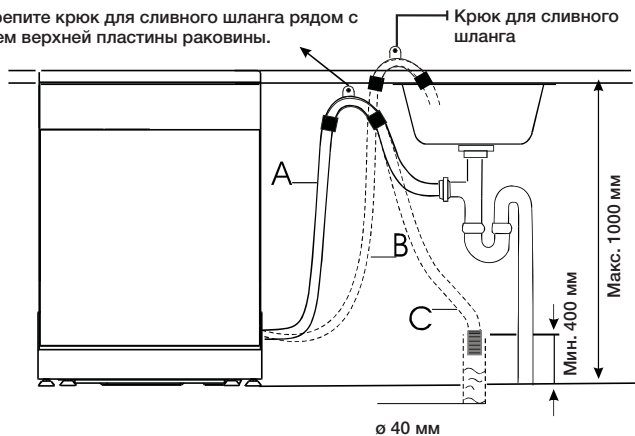 репите крюк для сливного шланга рядом с
ем верхней пластины раковины.
Крюк для сливного
шланга
A
B
C
Макс. 1000 мм
Мин. 400 мм
ø 40 мм